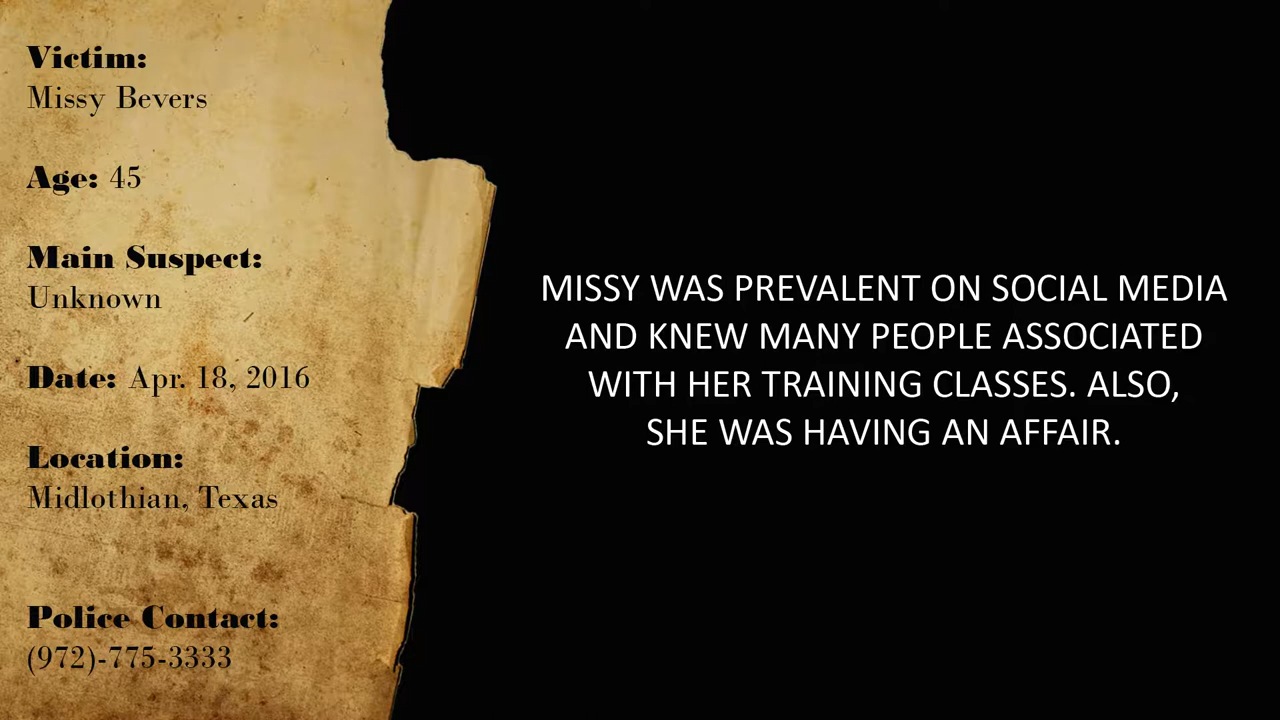 Victim:
Missy Bevers
Age: 45
Main Suspect:
Unknown
Date: Apr. 18, 2016
Location:
Midlothian, Texas
Police Contact:
(972)-775-3333
MISSY WAS PREVALENT ON SOCIAL MEDIA
AND KNEW MANY PEOPLE ASSOCIATED
WITH HER TRAINING CLASSES. ALSO,
SHE WAS HAVING AN AFFAIR.